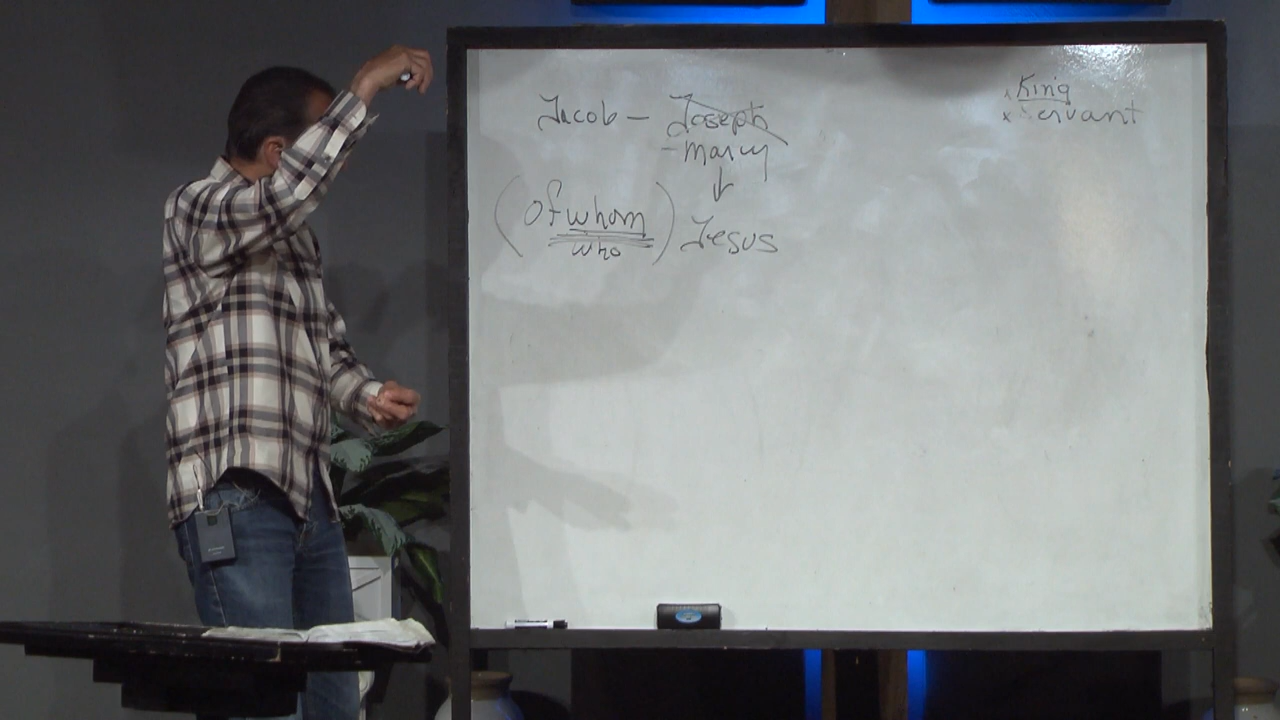 Jacob - Joseph
- Mary
↓
(of whom) Jesus
who
x King
x Servant